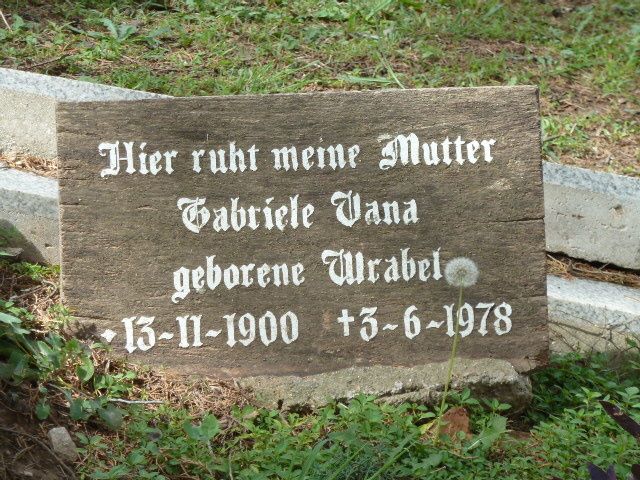 Hier ruht meine Mutter
Gabriele Vana
geborene Wrabel
*13-11-1900 †3-6-1978